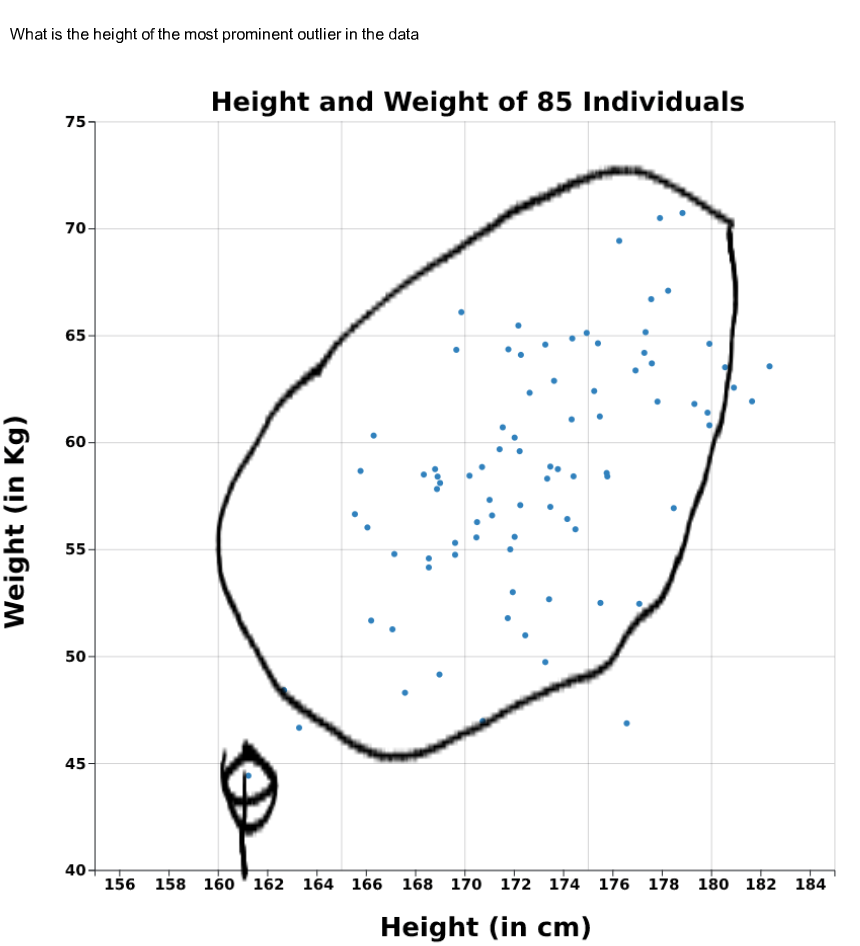 What is the height of the most prominent outlier in the data
Height and Weight of 85 Individuals
75
70
65
60
55
50
45
40
Weight (in Kg)
156 158 160 162 164 166 168 170 172 174 176 178 180 182 184
Height (in cm)